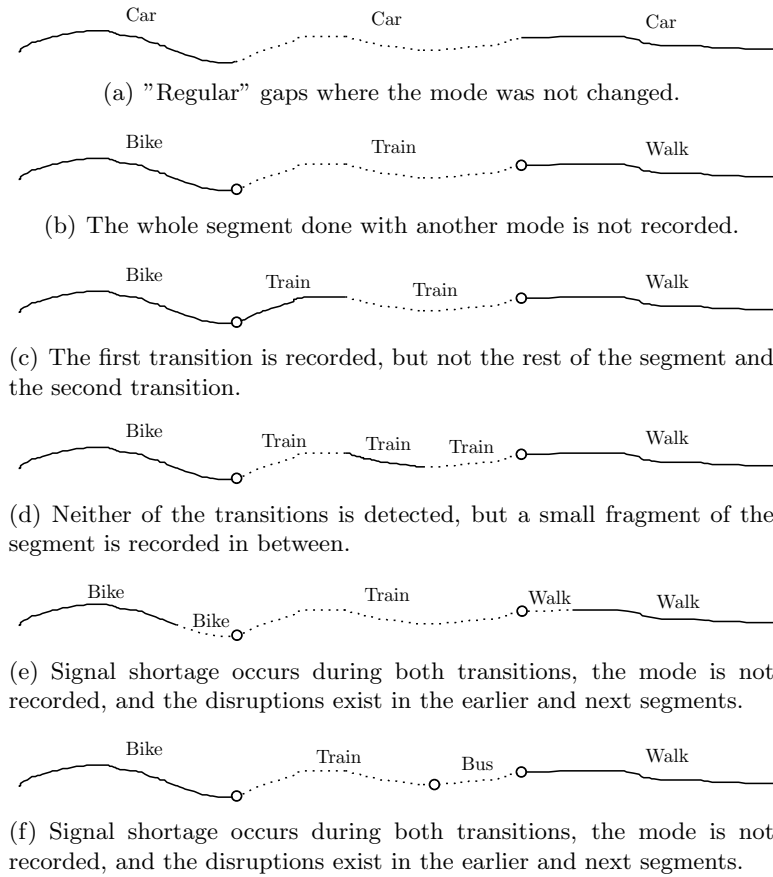 Car Car Car
(a) ”Regular” gaps where the mode was not changed.
Bike Train Walk
(b) The whole segment done with another mode is not recorded.
Bike Train Train Walk
(c) The first transition is recorded, but not the rest of the segment and
the second transition.
Bike Train Train Train Walk
(d) Neither of the transitions is detected, but a small fragment of the
segment is recorded in between.
Bike Bike Train Walk Walk
(e) Signal shortage occurs during both transitions, the mode is not
recorded, and the disruptions exist in the earlier and next segments.
Bike Train Bus Walk
(f) Signal shortage occurs during both transitions, the mode is not
recorded, and the disruptions exist in the earlier and next segments.